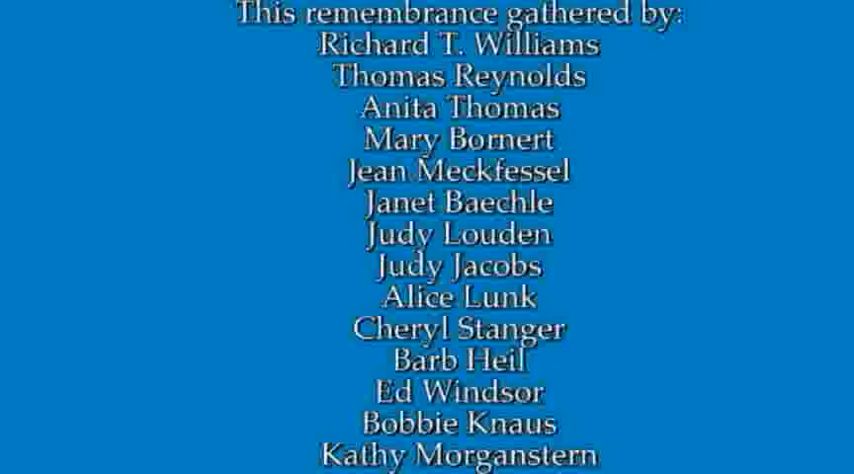 This remembrance gathered by:
Richard T. Williams
Thomas Reynolds
Anita Thomas
Mary Bornert
Jean Meckfessel
Janet Baechle
Judy Louden
Judy Jacobs
Alice Lunk
Cheryl Stanger
Barb Heil
Ed Windsor
Bobbie Knaus
Kathy Morganstern